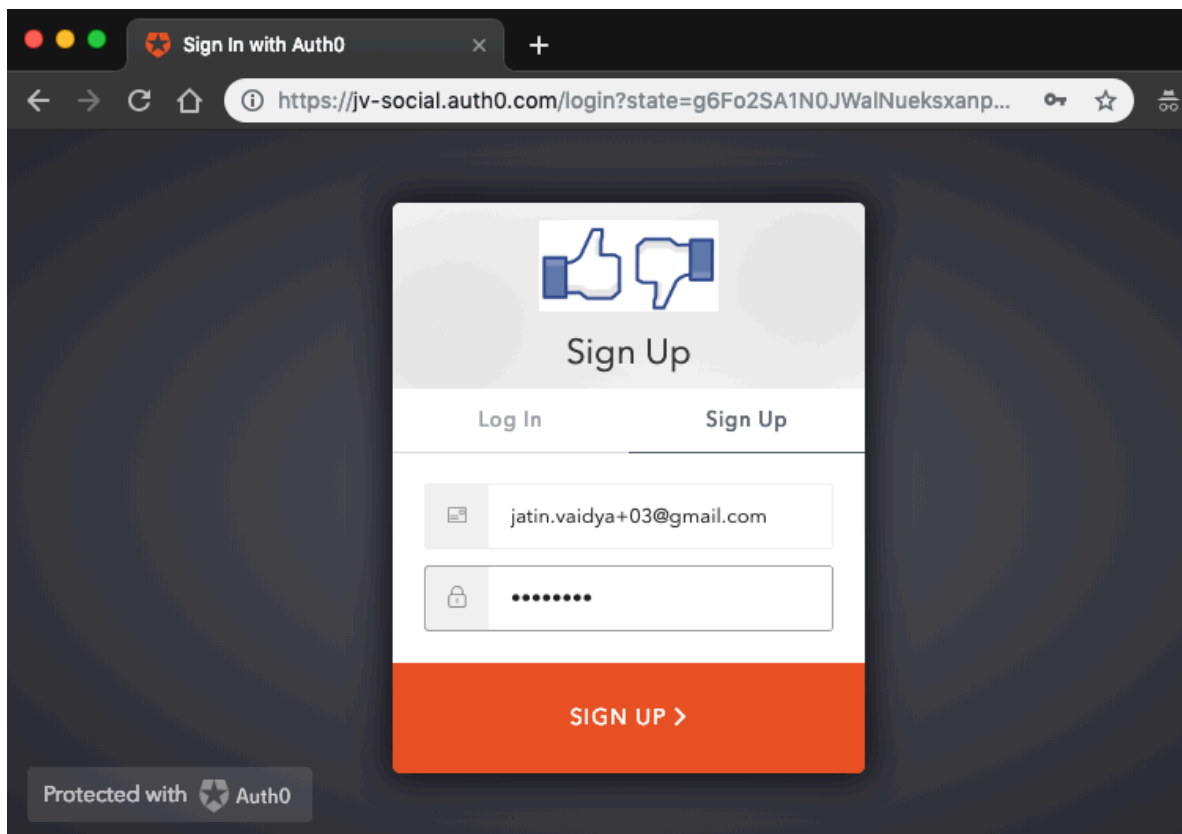 Sign In with Auth0
https://jv-social.auth0.com/login?state=g6Fo2SA1N0JWalNueksxanp...
Sign Up
Log In Sign Up
jatin.vaidya+03@gmail.com
••••••••
SIGN UP
Protected with Auth0